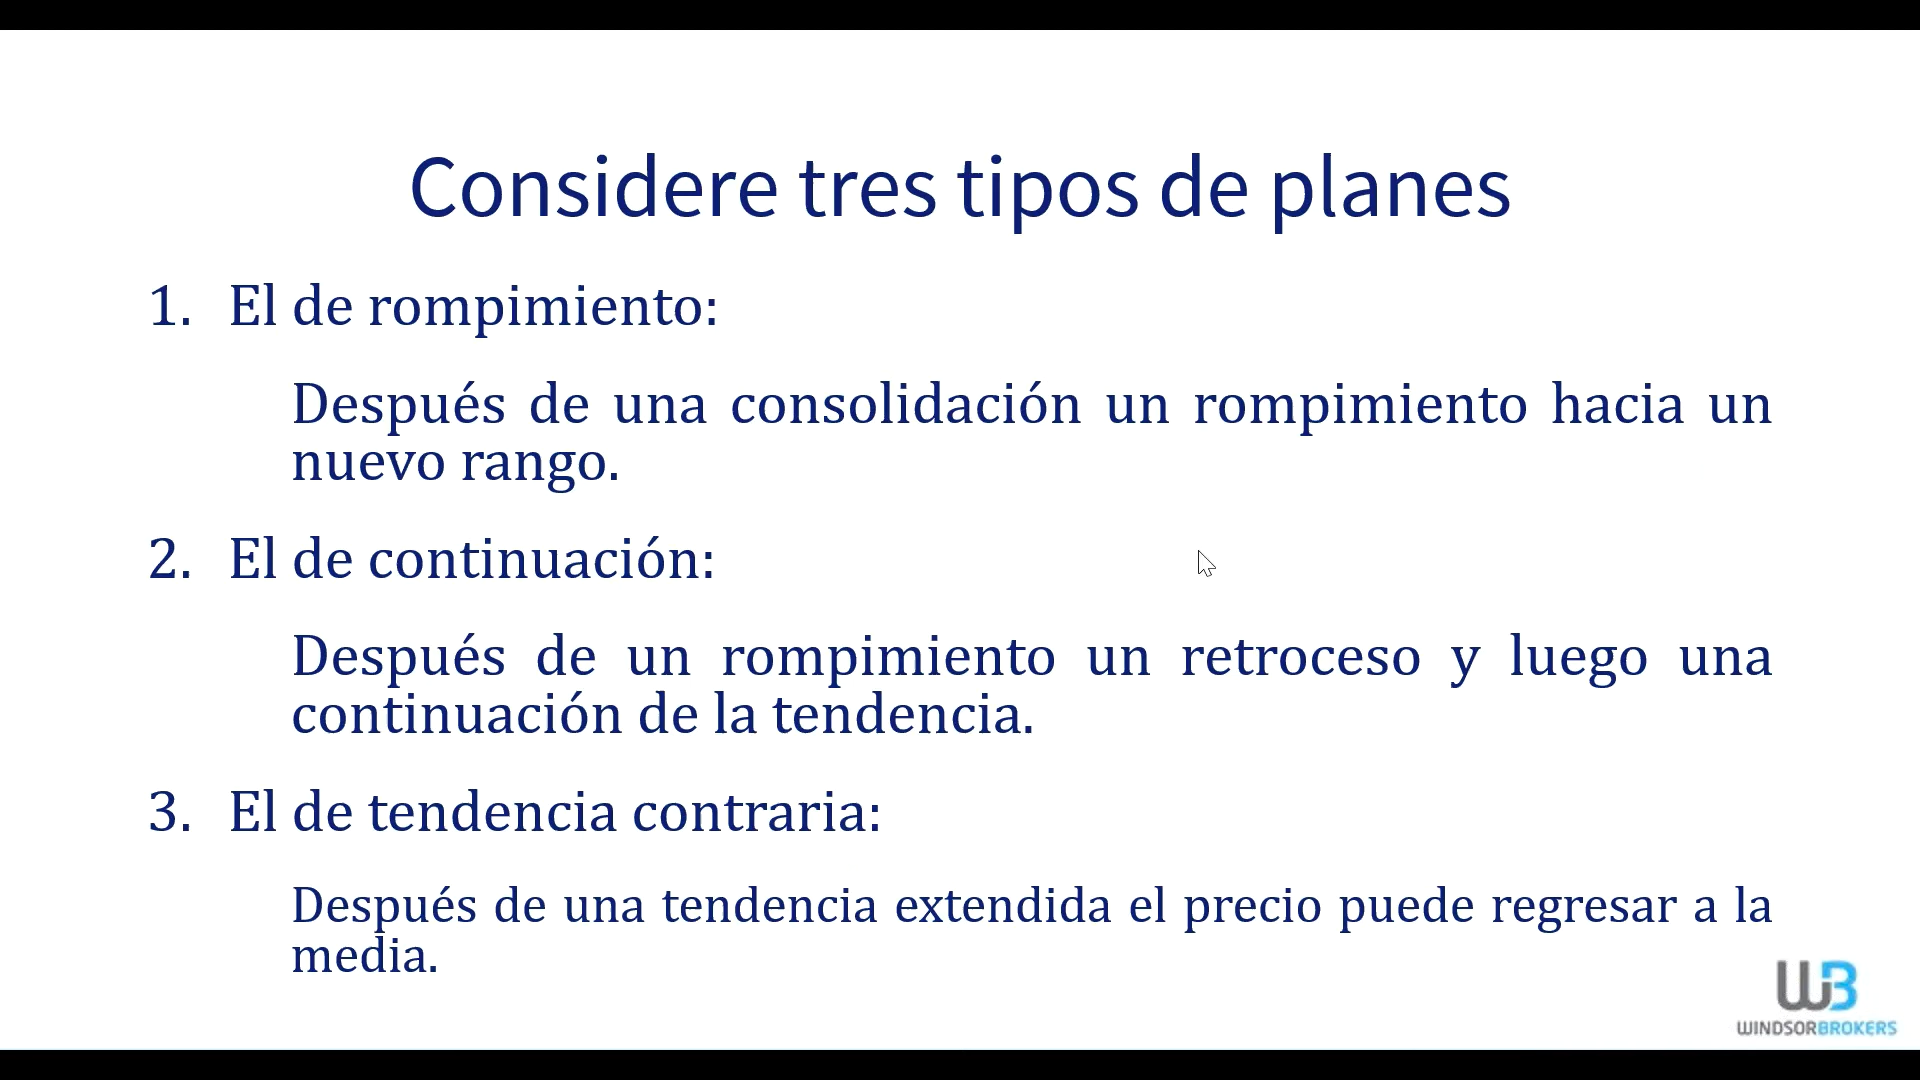 Considere tres tipos de planes
1. El de rompimiento:
Después de una consolidación un rompimiento hacia un
nuevo rango.
2. El de continuación:
Después de un rompimiento un retroceso y luego una
continuación de la tendencia.
3. El de tendencia contraria:
Después de una tendencia extendida el precio puede regresar a la
media.
WB
WINDSORBROKERS